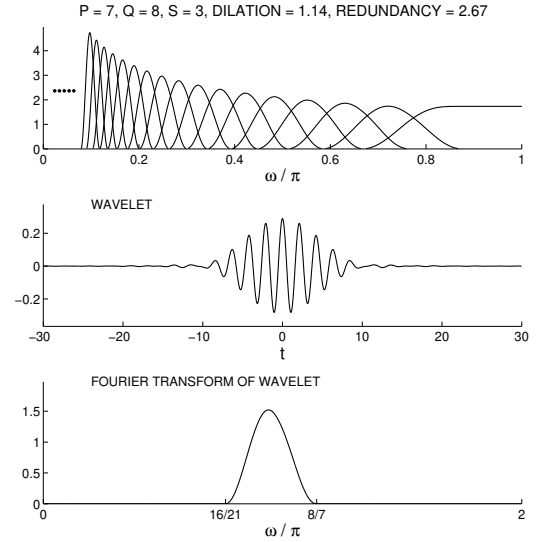 P = 7, Q = 8, S = 3, DILATION = 1.14, REDUNDANCY = 2.67
4
3
2
1
0
0 0.2 0.4 0.6 0.8 1
ω / π
WAVELET
0.2
0
−0.2
−30 −20 −10 0 10 20 30
t
FOURIER TRANSFORM OF WAVELET
1.5
1
0.5
0
0 16/21 8/7 2
ω / π